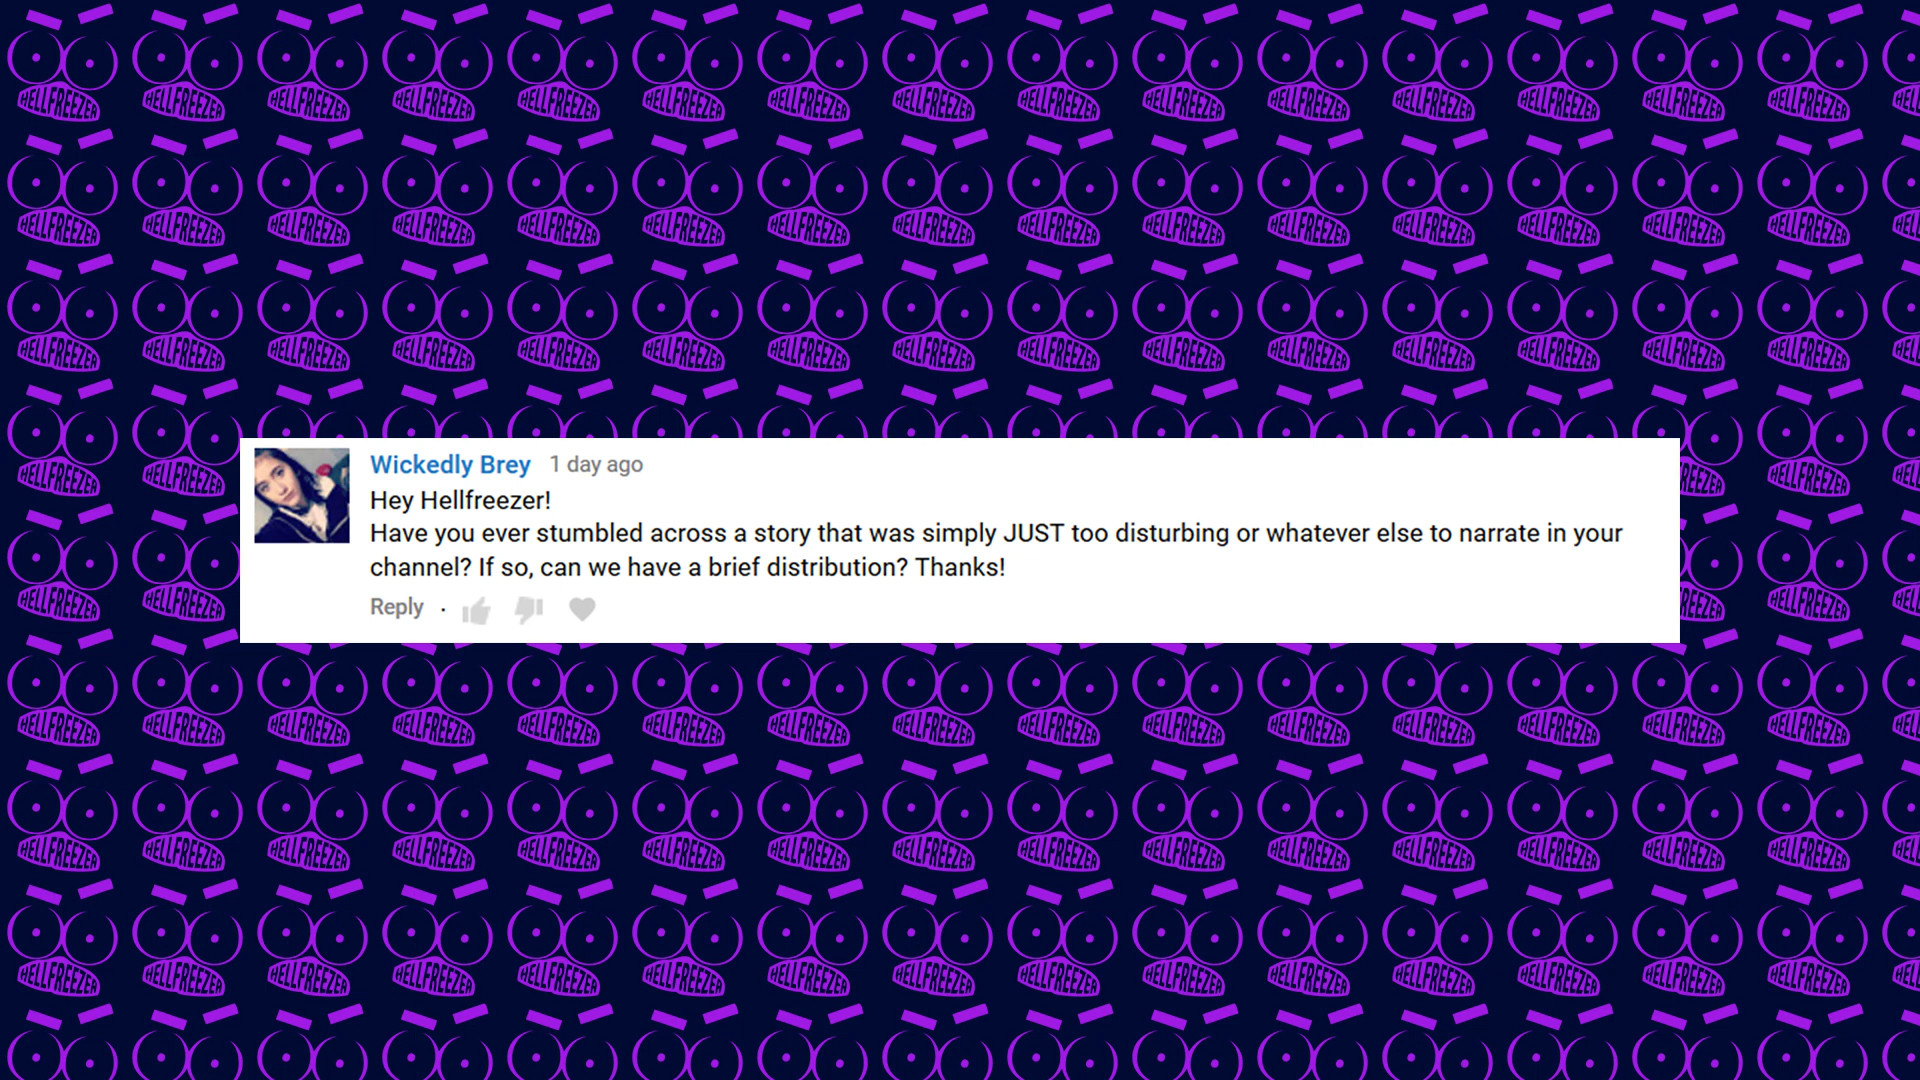 Wickedly Brey 1 day ago
Hey Hellfreezer!
Have you ever stumbled across a story that was simply JUST too disturbing or whatever else to narrate in your
channel? If so, can we have a brief distribution? Thanks!
Reply ·
HELLFREEZER